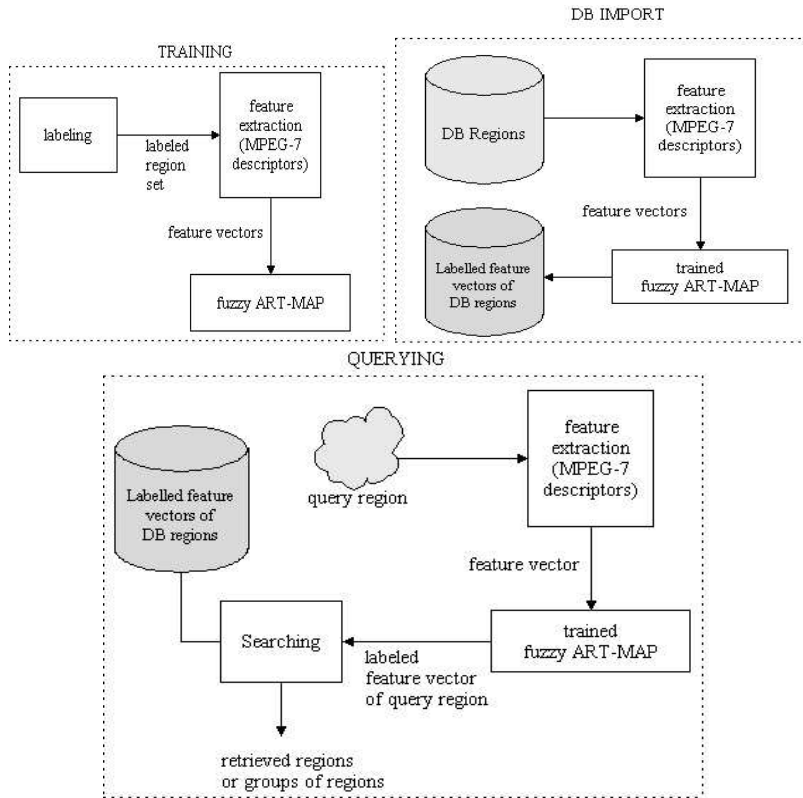 TRAINING
labeling
labeled
region
set
feature
extraction
(MPEG-7
descriptors)
feature vectors
fuzzy ART-MAP
DB IMPORT
DB Regions
feature
extraction
(MPEG-7
descriptors)
feature vectors
trained
fuzzy ART-MAP
Labelled feature
vectors of
DB regions
QUERYING
query region
feature
extraction
(MPEG-7
descriptors)
feature vector
trained
fuzzy ART-MAP
labeled
feature vector
of query region
Labelled feature
vectors of
DB regions
Searching
retrieved regions
or groups of regions